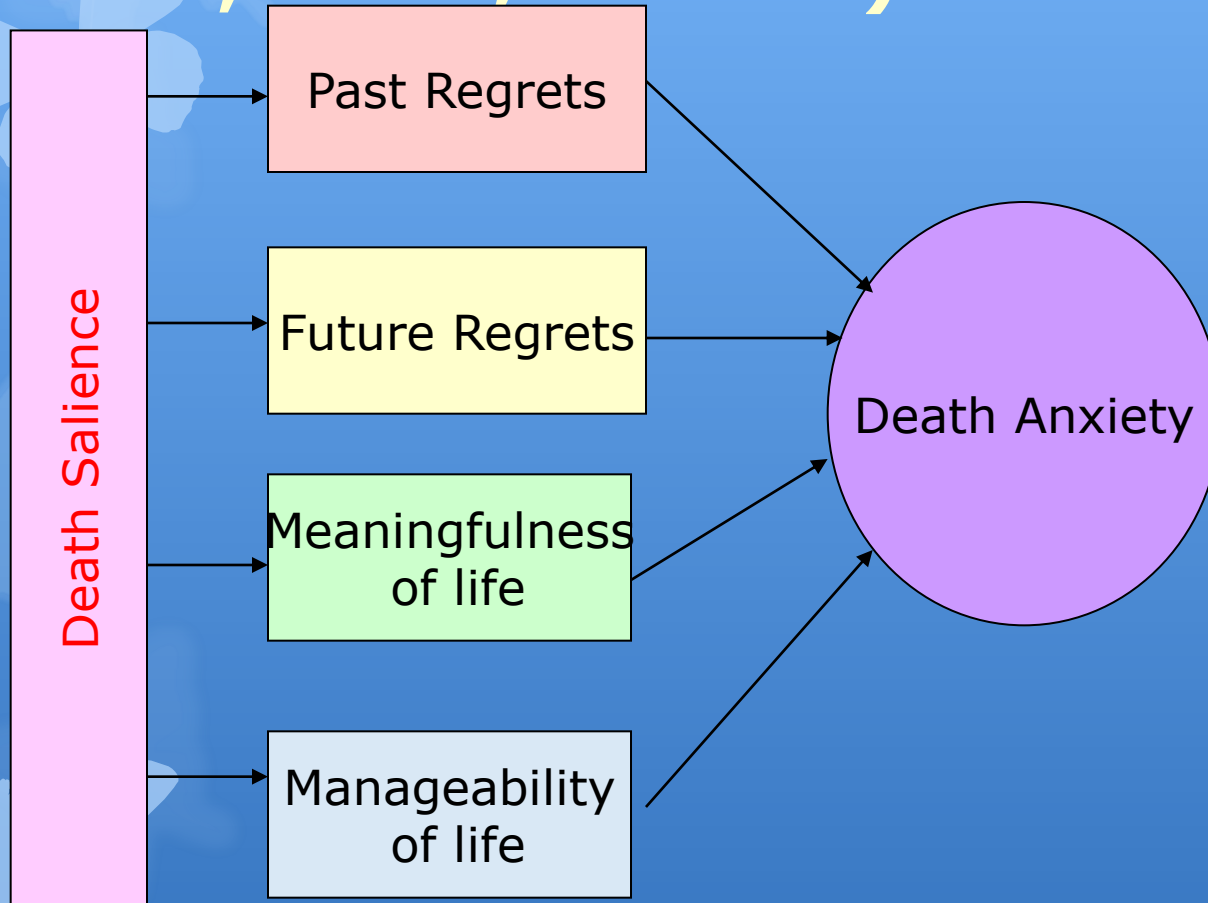 Death Salience
Past Regrets
Future Regrets
Meaningfulness
of life
Manageability
of life
Death Anxiety